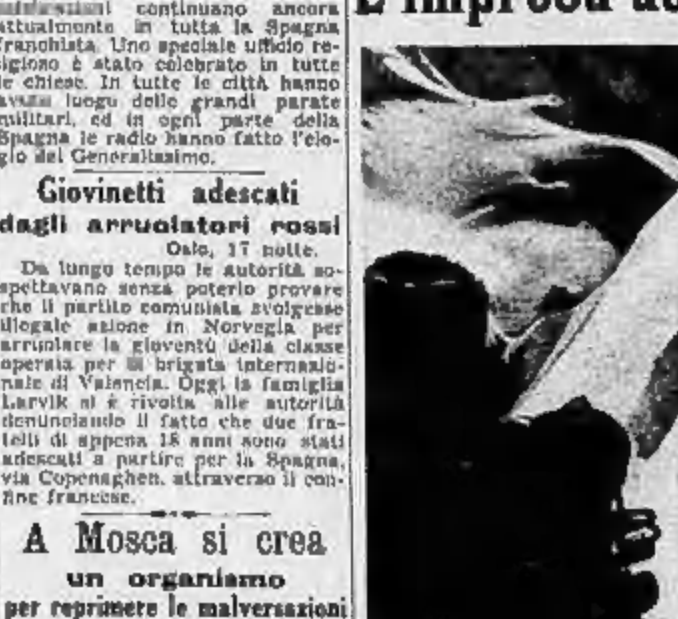 continuano ancora
attualmente in tutta la Spagna
franchista. Uno speciale ufficio re-
ligioso è stato celebrato in tutte
le chiese. In tutte le città hanno
avuto luogo delle grandi parate
militari, ed in ogni parte della
Spagna le radio hanno fatto l'elo-
gio del Generalissimo.
Giovinetti adescati
dagli arruolatori rossi
Oslo, 17 notte.
Da lungo tempo le autorità so-
spettavano senza poterlo provare
che il partito comunista svolgesse
illegale azione in Norvegia per
arruolare la gioventù della classe
operaia per la brigata internazio-
nale di Valencia. Oggi la famiglia
Larvik si è rivolta alle autorità
denunciando il fatto che due fra-
telli di appena 18 anni sono stati
adescati a partire per la Spagna,
via Copenaghen, attraverso il con-
fine francese.
A Mosca si crea
un organismo
per reprimere le malversazioni
L'impresa